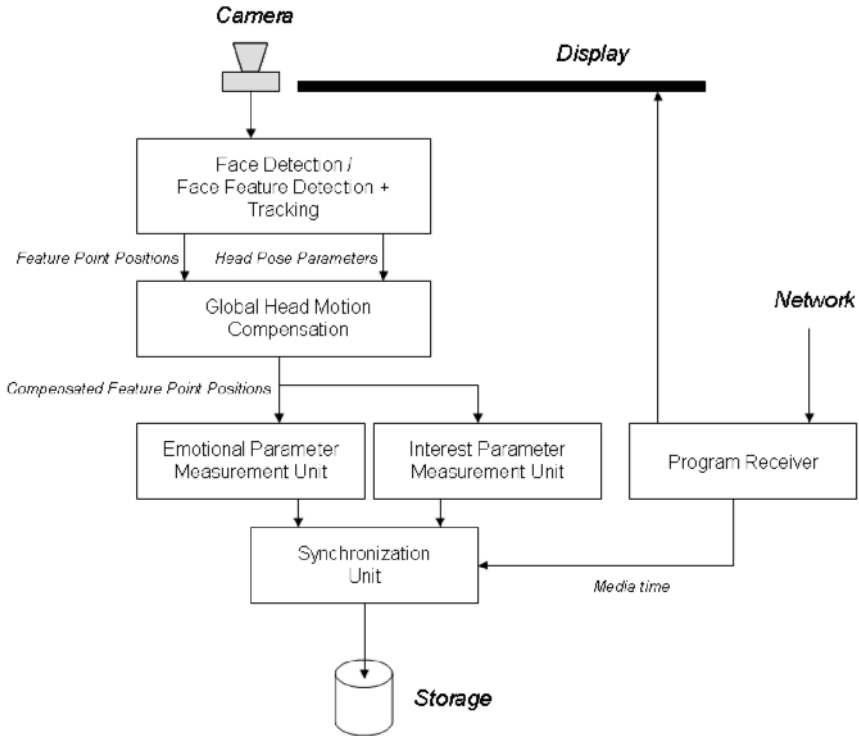 Camera
Display
Face Detection /
Face Feature Detection +
Tracking
Feature Point Positions
Head Pose Parameters
Global Head Motion
Compensation
Network
Compensated Feature Point Positions
Emotional Parameter
Measurement Unit
Interest Parameter
Measurement Unit
Program Receiver
Synchronization
Unit
Media time
Storage